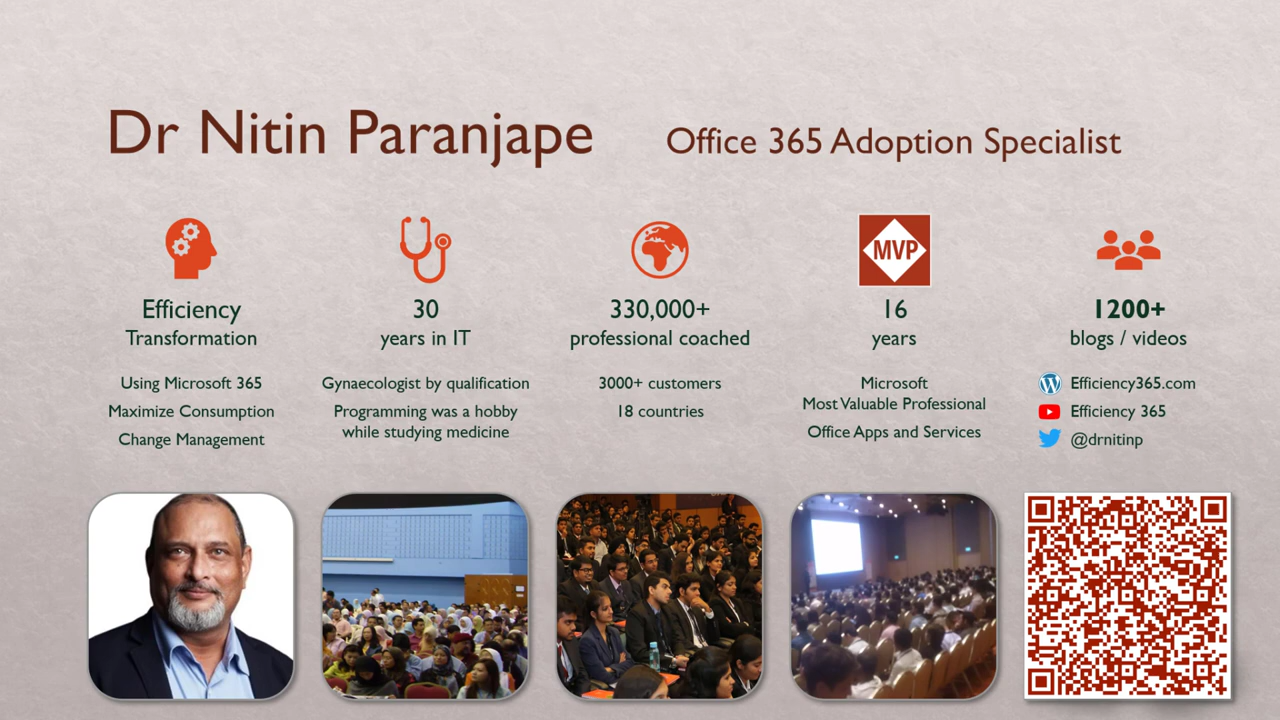 Dr Nitin Paranjape
Office 365 Adoption Specialist
Efficiency
Transformation
Using Microsoft 365
Maximize Consumption
Change Management
30
years in IT
Gynaecologist by qualification
Programming was a hobby
while studying medicine
330,000+
professional coached
3000+ customers
18 countries
MVP
16
years
Microsoft
Most Valuable Professional
Office Apps and Services
1200+
blogs / videos
Efficiency365.com
Efficiency 365
@drnitinp